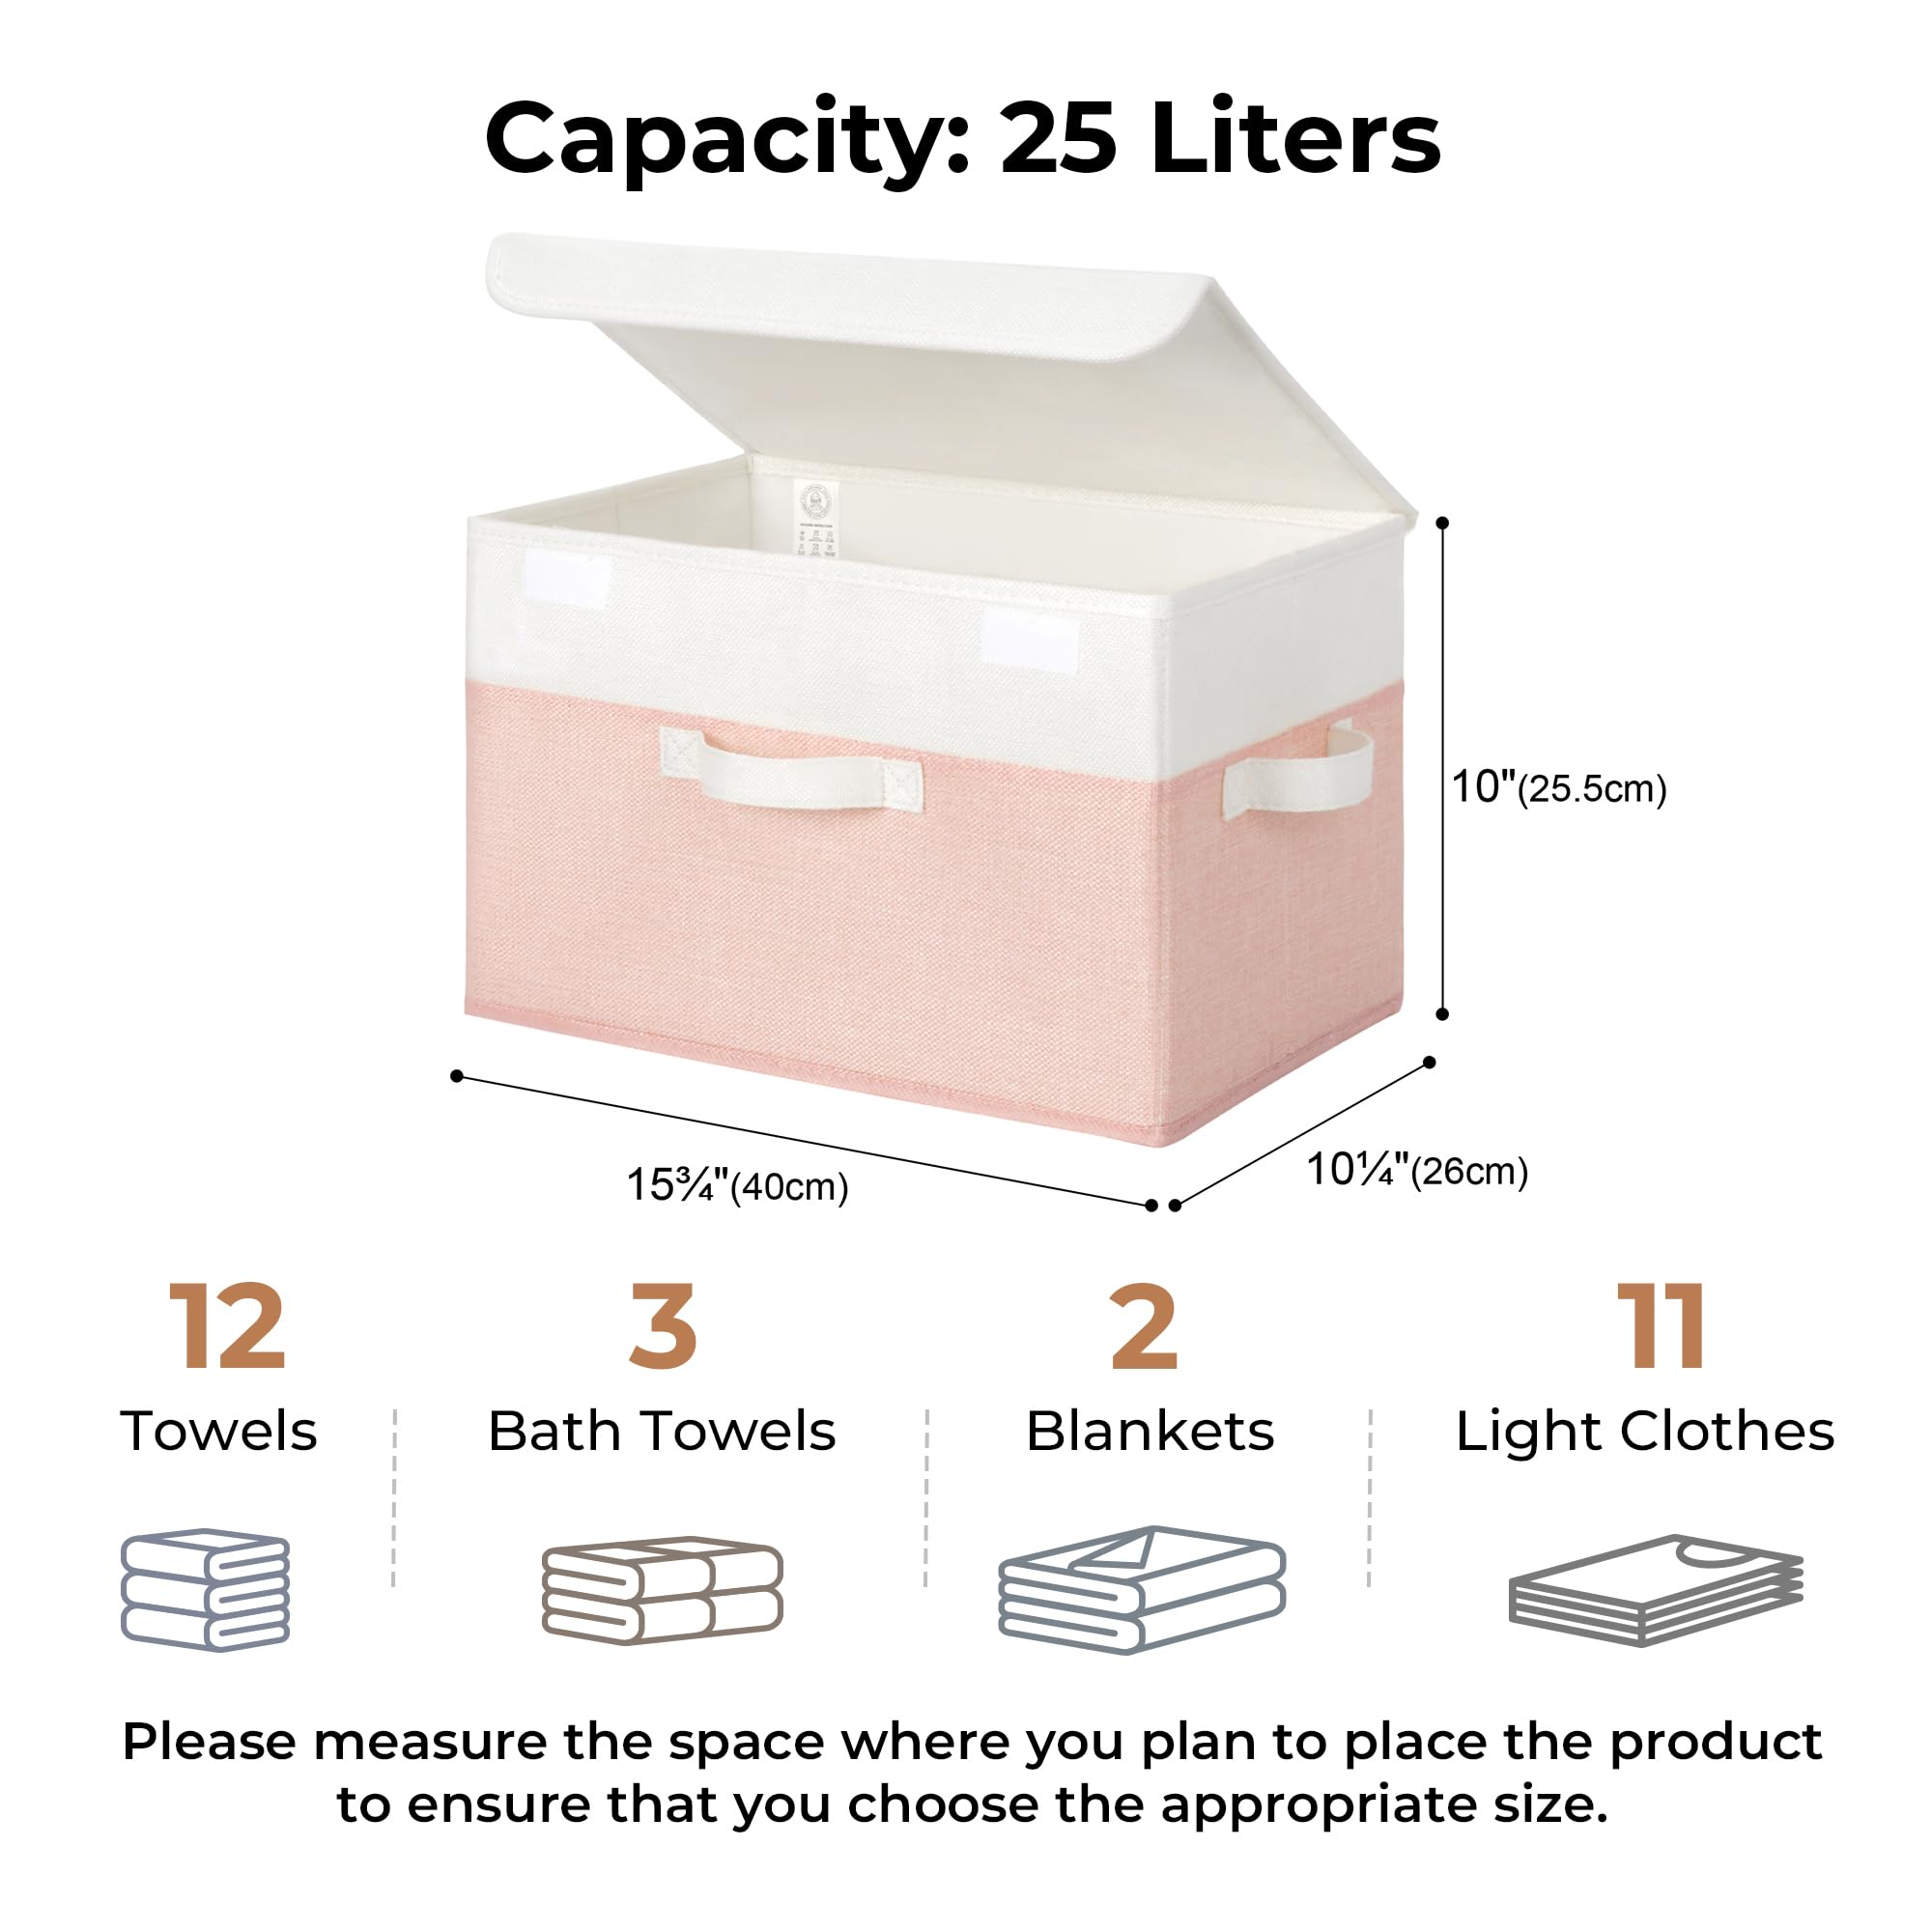 Capacity: 25 Liters
10"(25.5cm)
15¾"(40cm)
10¼"(26cm)
12
Towels
3
Bath Towels
2
Blankets
11
Light Clothes
Please measure the space where you plan to place the product
to ensure that you choose the appropriate size.